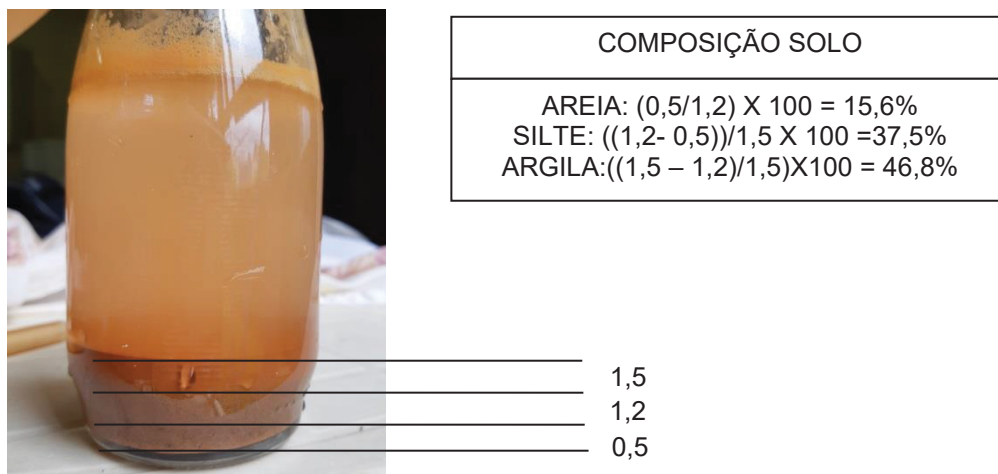 COMPOSIÇÃO SOLO
AREIA: (0,5/1,2) X 100 = 15,6%
SILTE: ((1,2- 0,5))/1,5 X 100 =37,5%
ARGILA:((1,5 – 1,2)/1,5)X100 = 46,8%
1,5
1,2
0,5